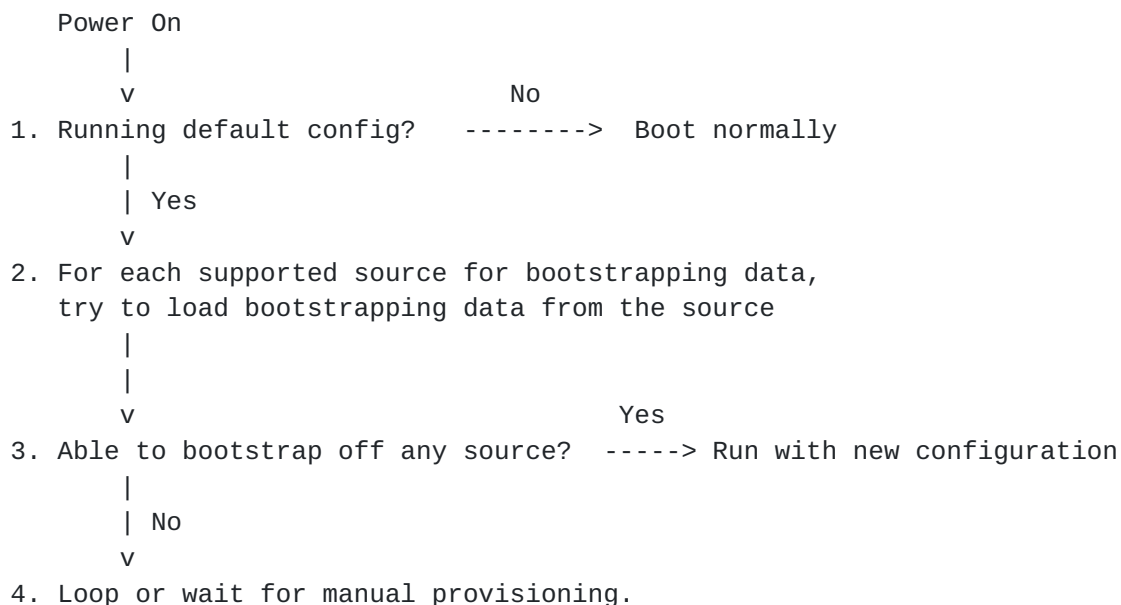 Power On
|
v                        No
1. Running default config?   -------->  Boot normally
|
| Yes
v
2. For each supported source for bootstrapping data,
try to load bootstrapping data from the source
|
|
v                               Yes
3. Able to bootstrap off any source?  -----> Run with new configuration
|
| No
v
4. Loop or wait for manual provisioning.